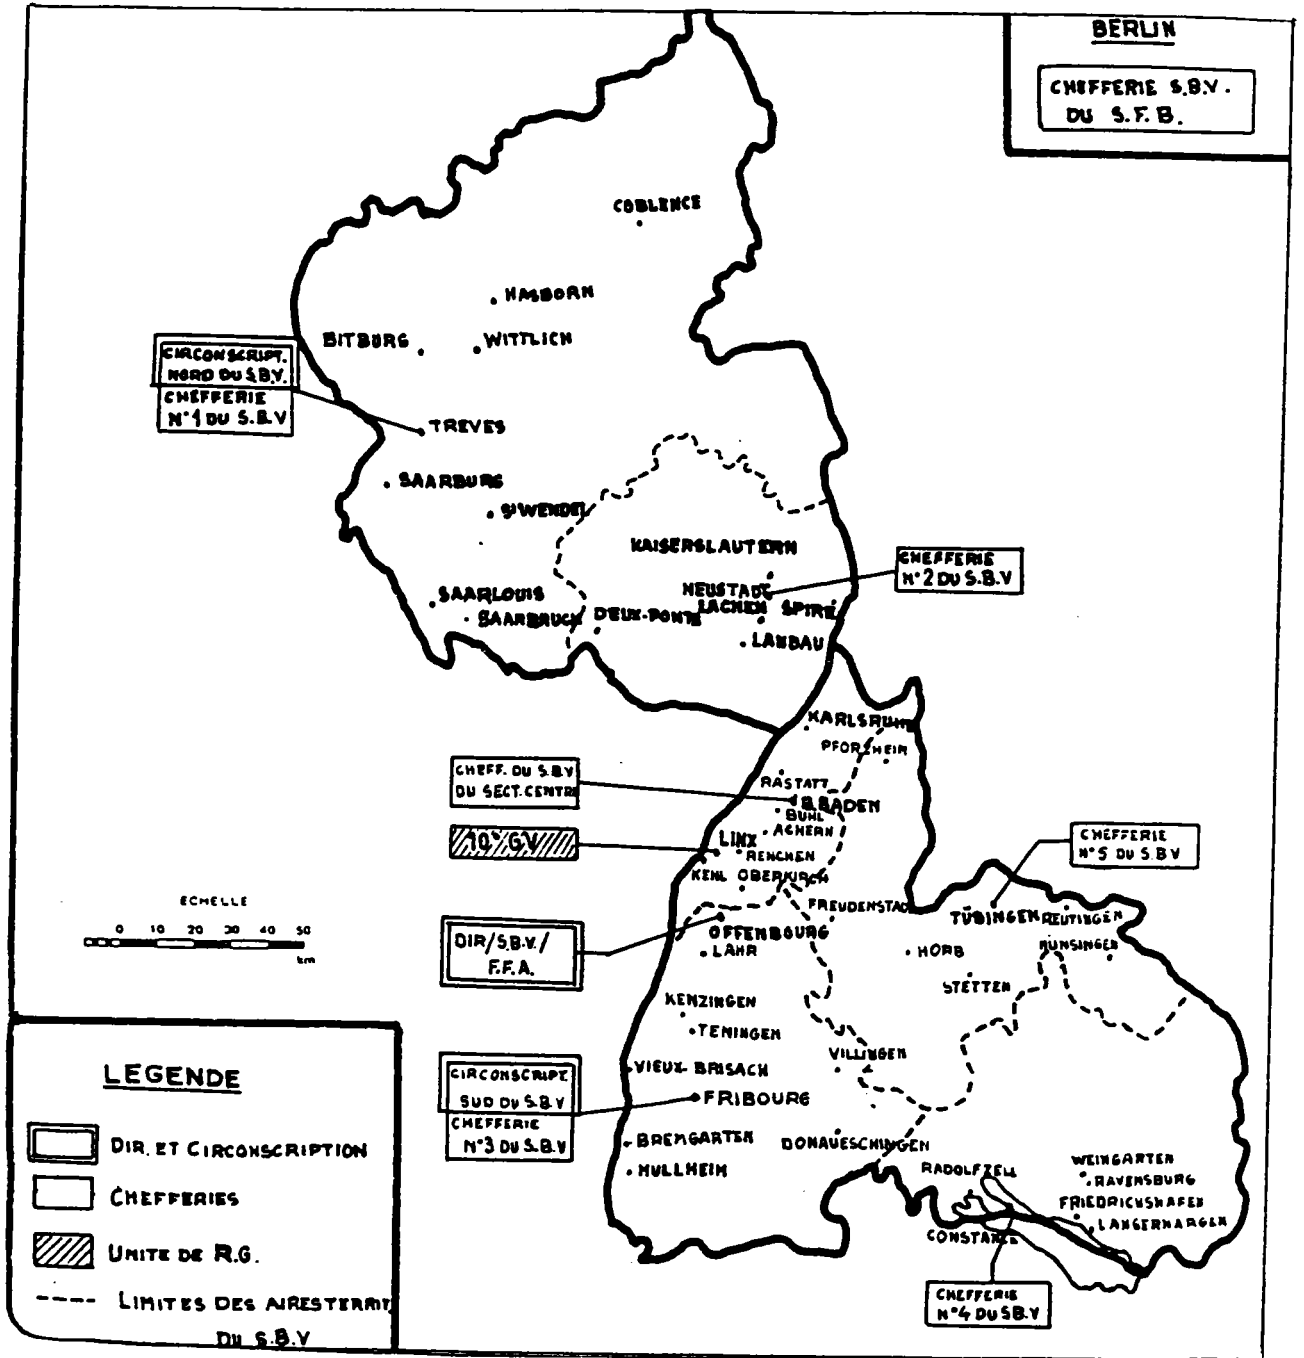 BERLIN
CHEFFERIE S.B.V.
DU S.F.B.
COBLENCE
HASBORN
BITBURG
WITTLICH
CIRCONSCRIPT.
NORD DU S.B.V.
CHEFFERIE
N°1 DU S.B.V
TREVES
SAARBURG
St WENDEL
KAISERSLAUTERN
CHEFFERIE
N°2 DU S.B.V
NEUSTADT
LACHEN
SPIRE
SAARLOUIS
SAARBRUCK
DEUX-PONTS
LANDAU
KARLSRUHE
PFORZHEIM
CHEFF. DU S.B.V
DU SECT. CENTRE
RASTATT
B.BADEN
BUHL
ACHERN
10° GV
LINX
RENCHEN
KEHL
OBERKIRCH
CHEFFERIE
N°5 DU S.B.V
FREUDENSTADT
TÜBINGEN
REUTINGEN
ECHELLE
0 10 20 30 40 50
km
DIR/S.B.V./
F.F.A.
OFFENBOURG
LAHR
HORB
MUNSINGEN
STETTEN
KENZINGEN
TENINGEN
VILLINGEN
VIEUX-BRISACH
CIRCONSCRIPT
SUD DU S.B.V
CHEFFERIE
N°3 DU S.B.V
FRIBOURG
BREMGARTEN
DONAUESCHINGEN
MULLHEIM
RADOLFZELL
WEINGARTEN
RAVENSBURG
FRIEDRICHSHAFEN
LANGENARGEN
CONSTANCE
CHEFFERIE
N°4 DU S.B.V
LEGENDE
DIR. ET CIRCONSCRIPTION
CHEFFERIES
UNITE DE R.G.
LIMITES DES AIRES TERRIT.
DU S.B.V